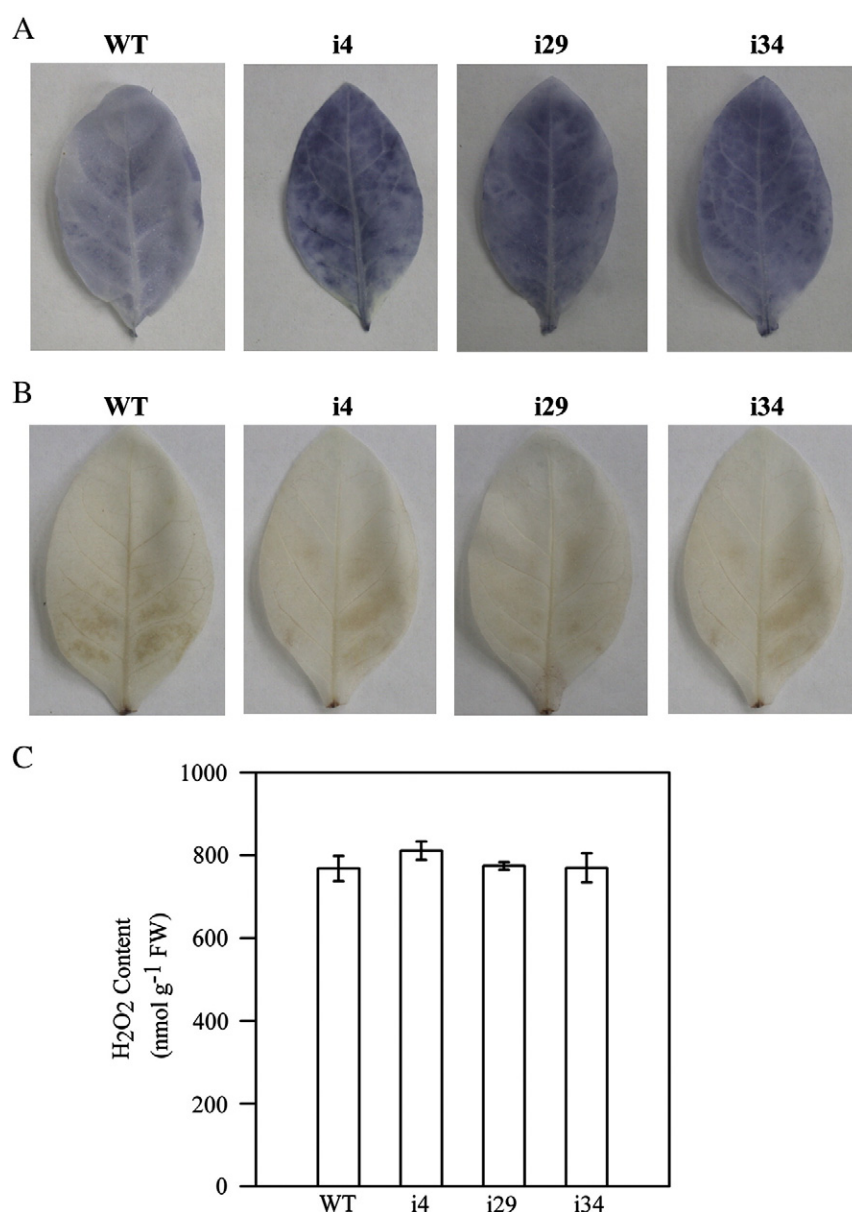 A
WT i4 i29 i34
B
WT i4 i29 i34
C
H2O2 Content
(nmol g-1 FW)
1000
800
600
400
200
0
WT i4 i29 i34